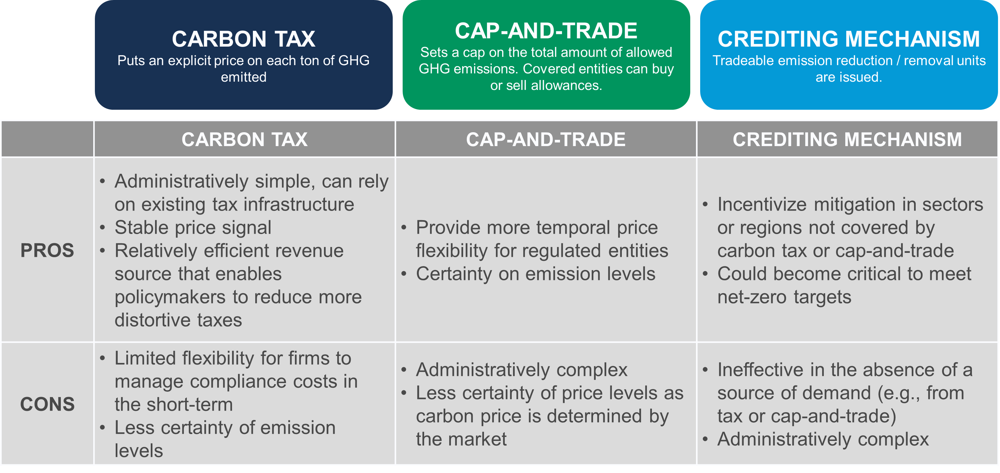 CARBON TAX
Puts an explicit price on each ton of GHG
emitted
CAP-AND-TRADE
Sets a cap on the total amount of allowed
GHG emissions. Covered entities can buy
or sell allowances.
CREDITING MECHANISM
Tradeable emission reduction / removal units
are issued.
CARBON TAX
CAP-AND-TRADE
CREDITING MECHANISM
PROS
• Administratively simple, can rely
on existing tax infrastructure
• Stable price signal
• Relatively efficient revenue
source that enables
policymakers to reduce more
distortive taxes
• Provide more temporal price
flexibility for regulated entities
• Certainty on emission levels
• Incentivize mitigation in sectors
or regions not covered by
carbon tax or cap-and-trade
• Could become critical to meet
net-zero targets
CONS
• Limited flexibility for firms to
manage compliance costs in
the short-term
• Less certainty of emission
levels
• Administratively complex
• Less certainty of price levels as
carbon price is determined by
the market
• Ineffective in the absence of a
source of demand (e.g., from
tax or cap-and-trade)
• Administratively complex